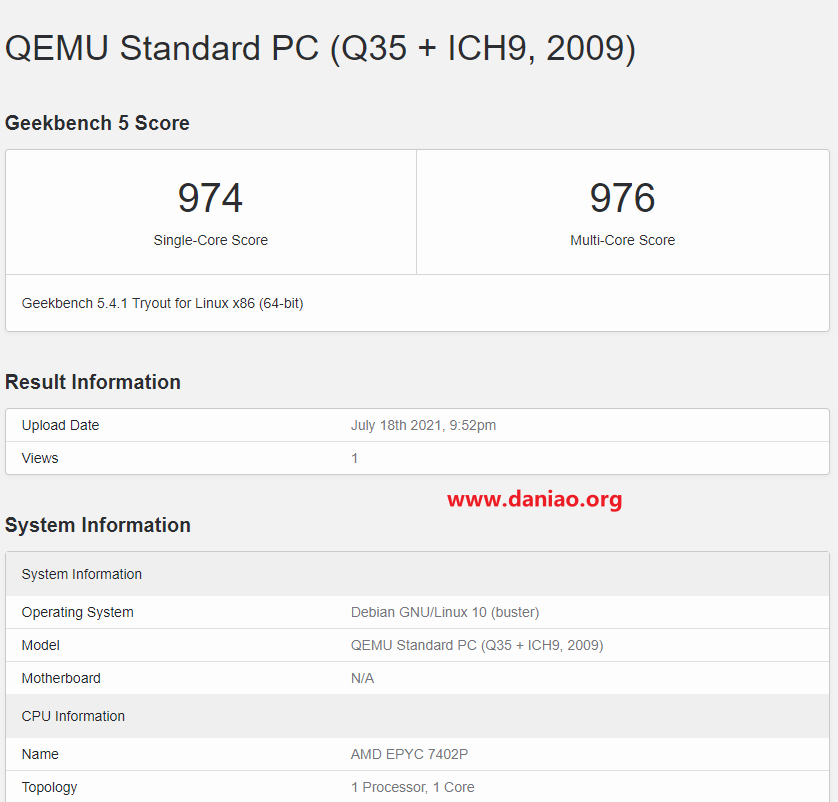 QEMU Standard PC (Q35 + ICH9, 2009)
Geekbench 5 Score
974 976
Single-Core Score Multi-Core Score
Geekbench 5.4.1 Tryout for Linux x86 (64-bit)
Result Information
Upload Date July 18th 2021, 9:52pm
Views 1
www.daniao.org
System Information
System Information
Operating System Debian GNU/Linux 10 (buster)
Model QEMU Standard PC (Q35 + ICH9, 2009)
Motherboard N/A
CPU Information
Name AMD EPYC 7402P
Topology 1 Processor, 1 Core